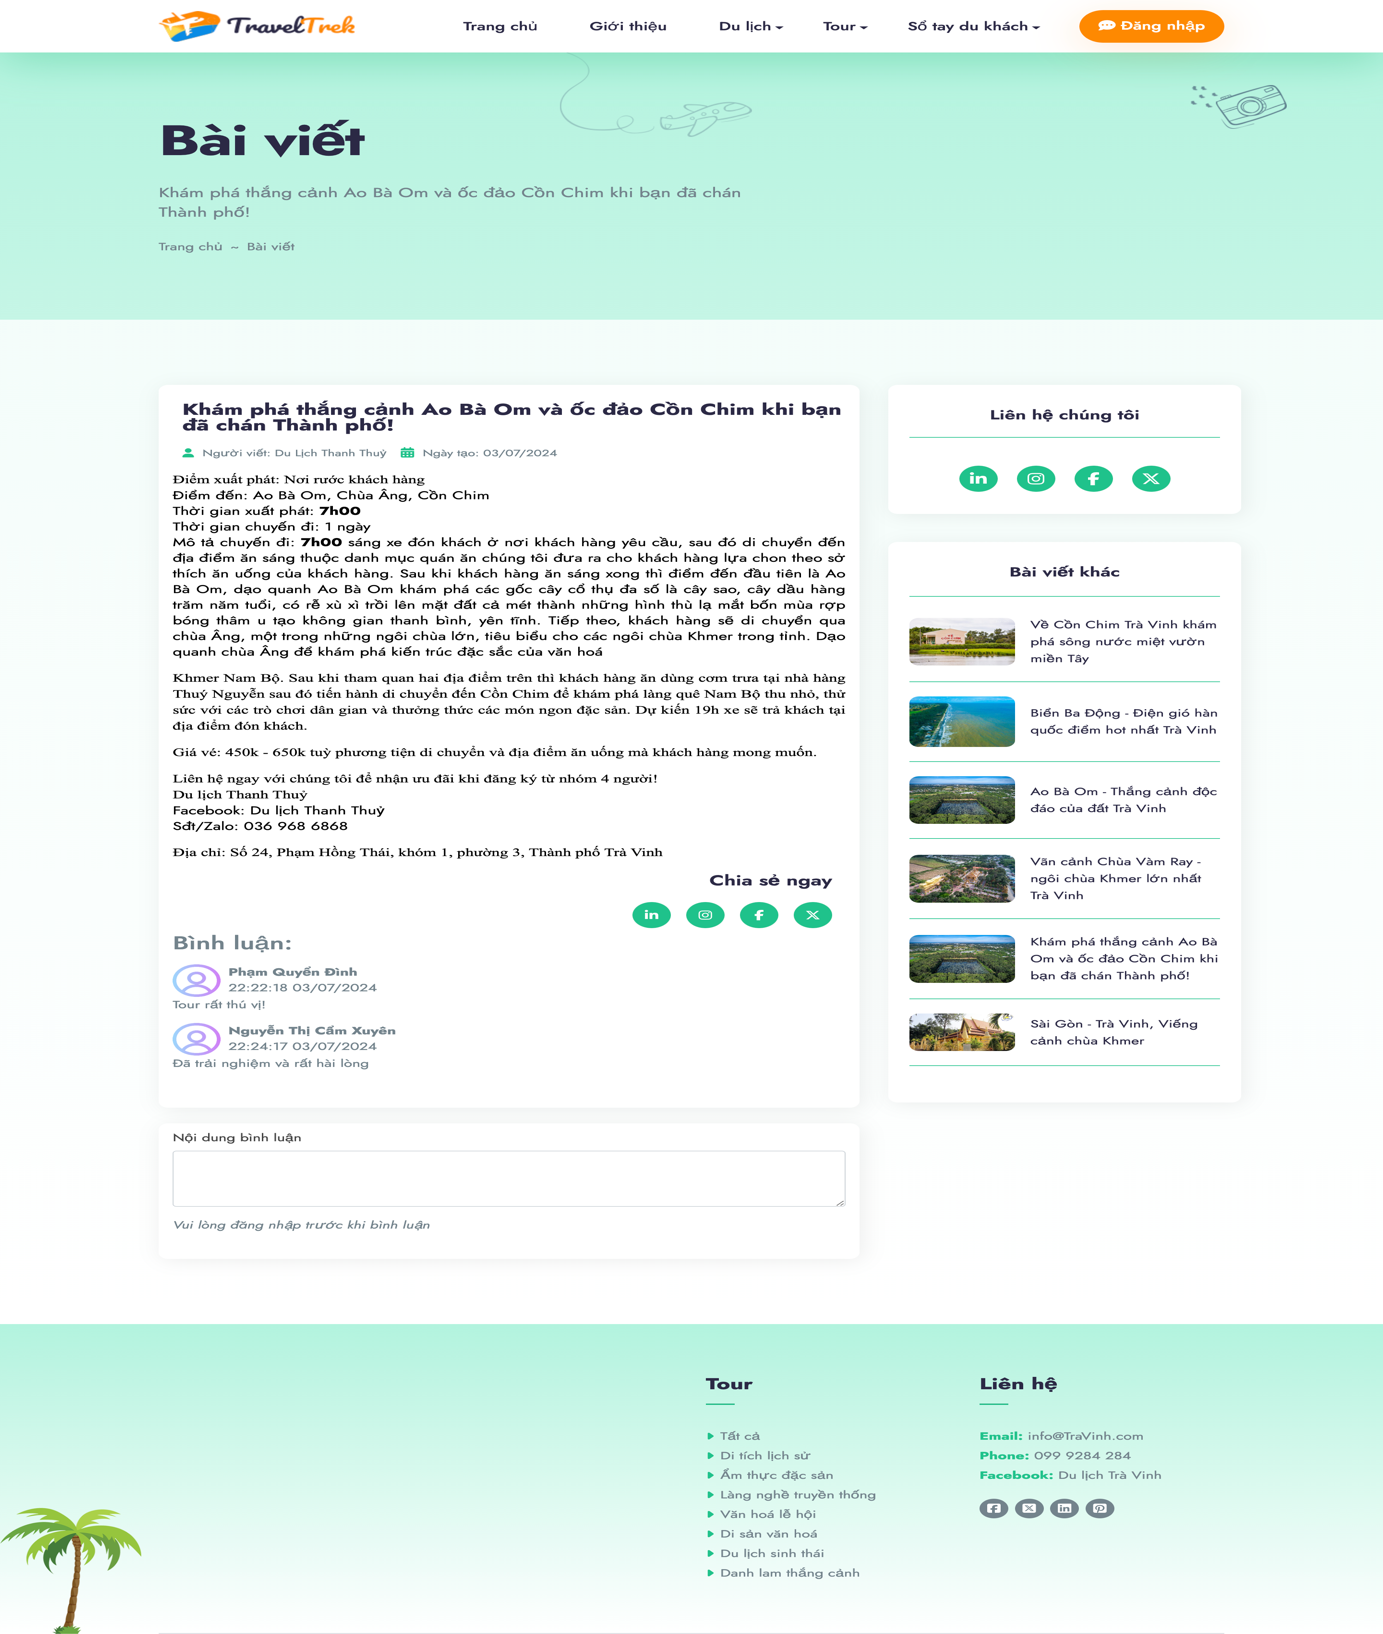 TravelTrek
Trang chủ
Giới thiệu
Du lịch
Tour
Sổ tay du khách
Đăng nhập
Bài viết
Khám phá thắng cảnh Ao Bà Om và ốc đảo Cồn Chim khi bạn đã chán
Thành phố!
Trang chủ ~ Bài viết
Khám phá thắng cảnh Ao Bà Om và ốc đảo Cồn Chim khi bạn
đã chán Thành phố!
Người viết: Du Lịch Thanh Thuỷ Ngày tạo: 03/07/2024
Điểm xuất phát: Nơi rước khách hàng
Điểm đến: Ao Bà Om, Chùa Âng, Cồn Chim
Thời gian xuất phát: 7h00
Thời gian chuyến đi: 1 ngày
Mô tả chuyến đi: 7h00 sáng xe đón khách ở nơi khách hàng yêu cầu, sau đó di chuyển đến
địa điểm ăn sáng thuộc danh mục quán ăn chúng tôi đưa ra cho khách hàng lựa chon theo sở
thích ăn uống của khách hàng. Sau khi khách hàng ăn sáng xong thì điểm đến đầu tiên là Ao
Bà Om, dạo quanh Ao Bà Om khám phá các gốc cây cổ thụ đa số là cây sao, cây dầu hàng
trăm năm tuổi, có rễ xù xì trồi lên mặt đất cả mét thành những hình thù lạ mắt bốn mùa rợp
bóng thâm u tạo không gian thanh bình, yên tĩnh. Tiếp theo, khách hàng sẽ di chuyển qua
chùa Âng, một trong những ngôi chùa lớn, tiêu biểu cho các ngôi chùa Khmer trong tỉnh. Dạo
quanh chùa Âng để khám phá kiến trúc đặc sắc của văn hoá
Khmer Nam Bộ. Sau khi tham quan hai địa điểm trên thì khách hàng ăn dùng cơm trưa tại nhà hàng
Thuý Nguyễn sau đó tiến hành di chuyển đến Cồn Chim để khám phá làng quê Nam Bộ thu nhỏ, thử
sức với các trò chơi dân gian và thưởng thức các món ngon đặc sản. Dự kiến 19h xe sẽ trả khách tại
địa điểm đón khách.
Giá vé: 450k - 650k tuỳ phương tiện di chuyển và địa điểm ăn uống mà khách hàng mong muốn.
Liên hệ ngay với chúng tôi để nhận ưu đãi khi đăng ký từ nhóm 4 người!
Du lịch Thanh Thuỷ
Facebook: Du lịch Thanh Thuỷ
Sđt/Zalo: 036 968 6868
Địa chỉ: Số 24, Phạm Hồng Thái, khóm 1, phường 3, Thành phố Trà Vinh
Chia sẻ ngay
Bình luận:
Phạm Quyển Đình
22:22:18 03/07/2024
Tour rất thú vị!
Nguyễn Thị Cẩm Xuyên
22:24:17 03/07/2024
Đã trải nghiệm và rất hài lòng
Nội dung bình luận
Vui lòng đăng nhập trước khi bình luận
Liên hệ chúng tôi
Bài viết khác
Về Cồn Chim Trà Vinh khám
phá sông nước miệt vườn
miền Tây
Biển Ba Động - Điện gió hàn
quốc điểm hot nhất Trà Vinh
Ao Bà Om - Thắng cảnh độc
đáo của đất Trà Vinh
Vãn cảnh Chùa Vàm Ray -
ngôi chùa Khmer lớn nhất
Trà Vinh
Khám phá thắng cảnh Ao Bà
Om và ốc đảo Cồn Chim khi
bạn đã chán Thành phố!
Sài Gòn - Trà Vinh, Viếng
cảnh chùa Khmer
Tour
Tất cả
Di tích lịch sử
Ẩm thực đặc sản
Làng nghề truyền thống
Văn hoá lễ hội
Di sản văn hoá
Du lịch sinh thái
Danh lam thắng cảnh
Liên hệ
Email: info@TraVinh.com
Phone: 099 9284 284
Facebook: Du lịch Trà Vinh